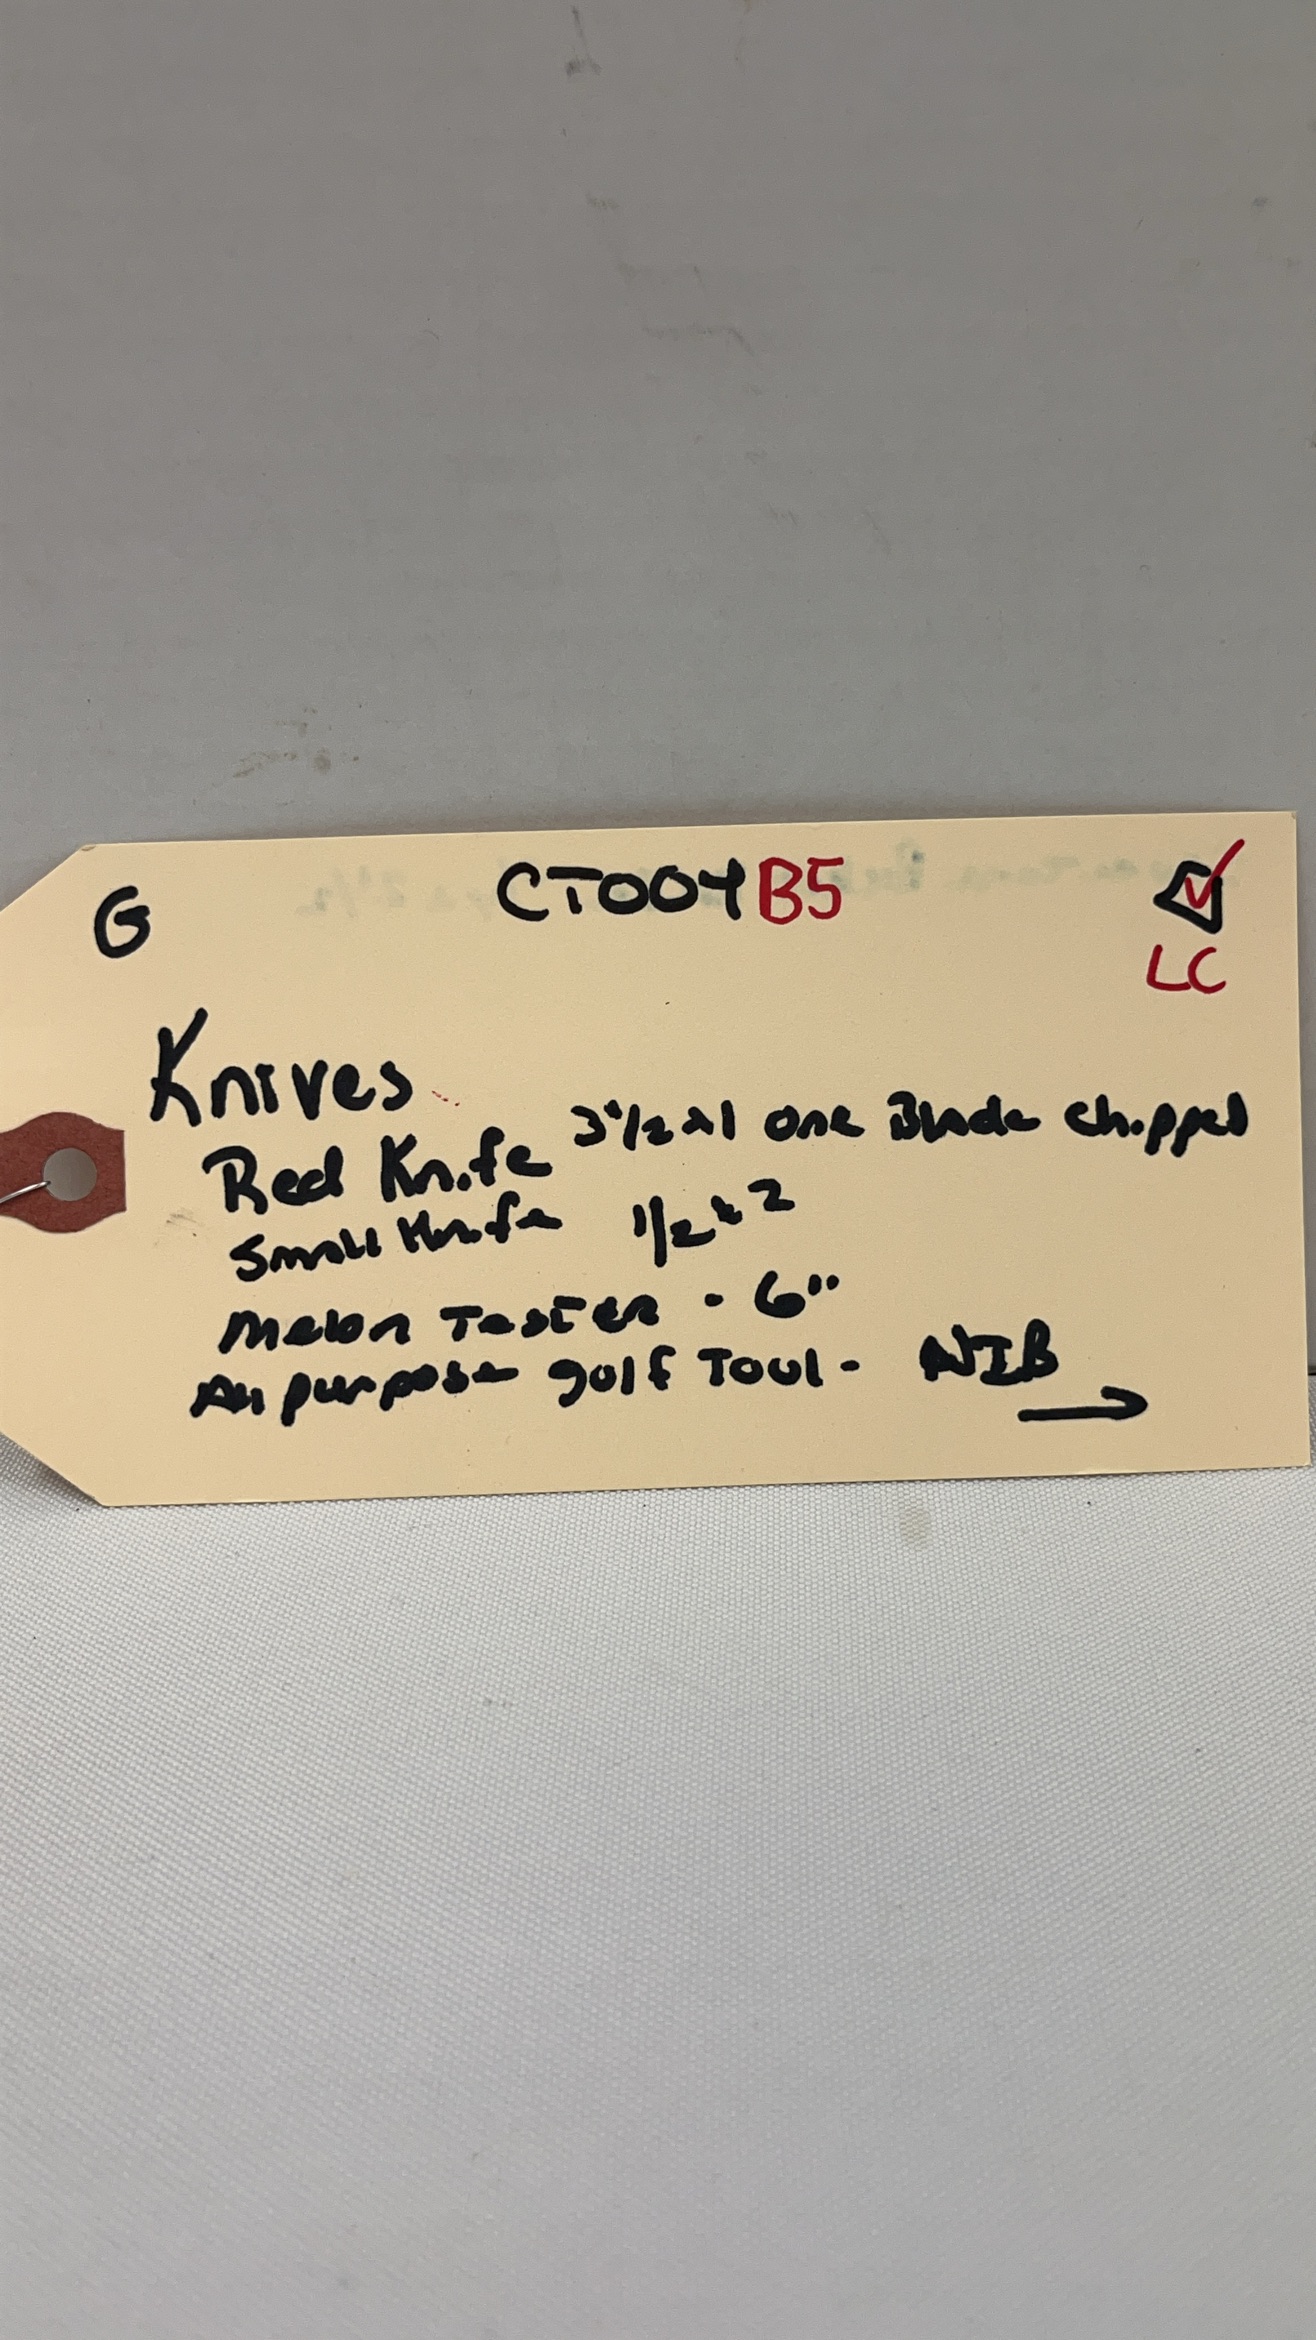 G CT004B5
LC
Knives
Red Knife 3 1/2 x 1 one Blade chipped
Small Knife 1/2 x 2
Melon Tester - 6"
All purpose golf Tool - NIB
→